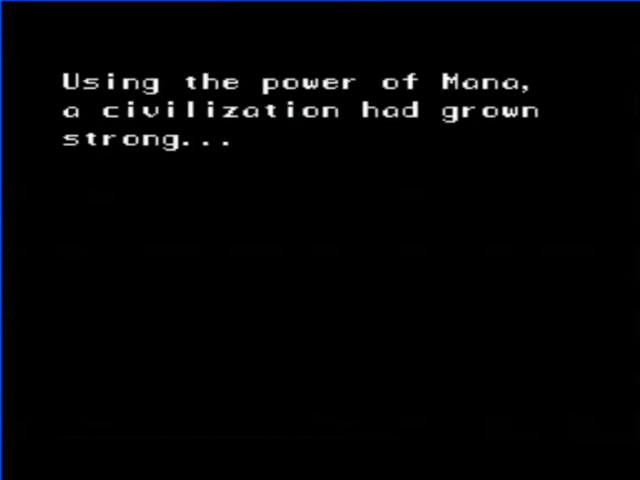 Using the power of Mana,
a civilization had grown
strong...